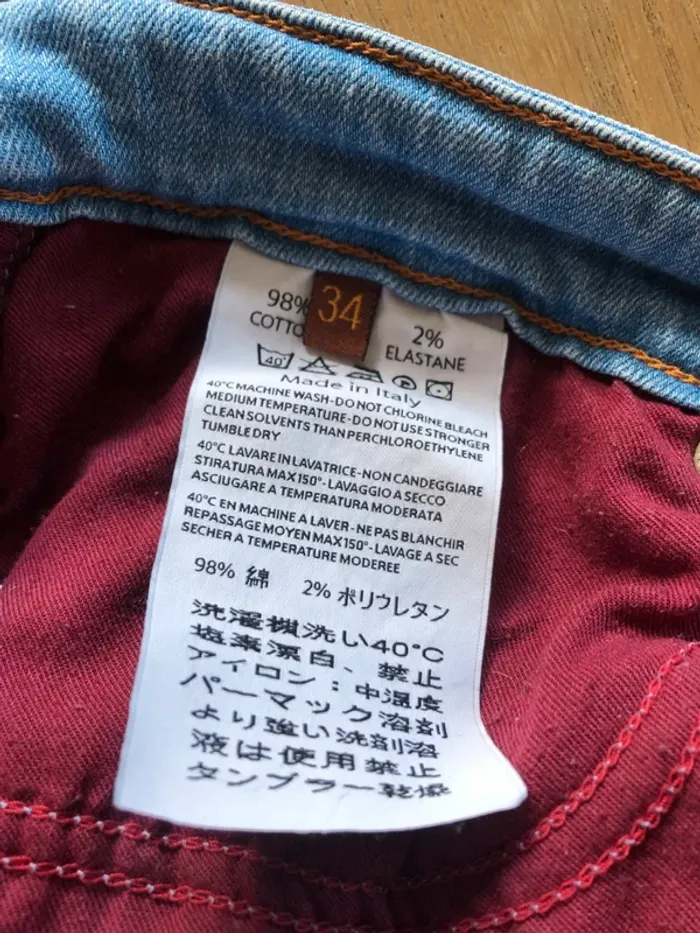 34
98%
COTTO
2%
ELASTANE
40°
P
Made in Italy
40°C MACHINE WASH-DO NOT CHLORINE BLEACH
MEDIUM TEMPERATURE-DO NOT USE STRONGER
CLEAN SOLVENTS THAN PERCHLOROETHYLENE
TUMBLE DRY
40°C LAVARE IN LAVATRICE-NON CANDEGGIARE
STIRATURA MAX 150°-LAVAGGIO A SECCO
ASCIUGARE A TEMPERATURA MODERATA
40°C EN MACHINE A LAVER-NE PAS BLANCHIR
REPASSAGE MOYEN MAX 150°-LAVAGE A SEC
SECHER A TEMPERATURE MODEREE
98% 綿 2% ポリウレタン
洗濯機洗い40°C
塩素漂白、禁止
アイロン：中温度
パーマック溶剤
より強い洗剤溶
液は使用禁止
タンブラー乾燥